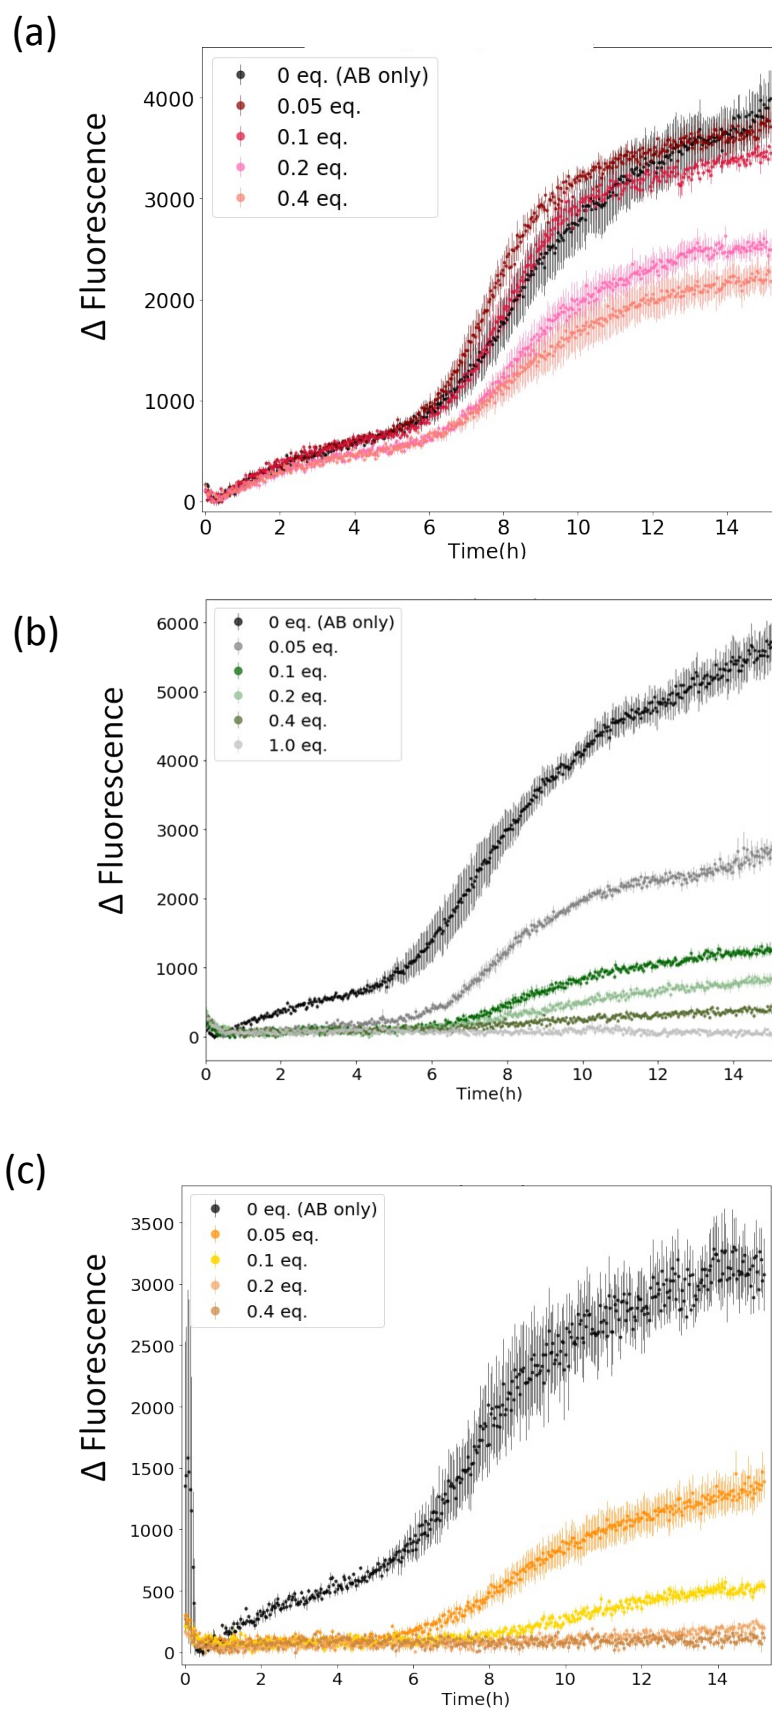 (a)
0 eq. (AB only)
0.05 eq.
0.1 eq.
0.2 eq.
0.4 eq.
Δ Fluorescence
4000
3000
2000
1000
0
0 2 4 6 8 10 12 14
Time(h)
(b)
0 eq. (AB only)
0.05 eq.
0.1 eq.
0.2 eq.
0.4 eq.
1.0 eq.
Δ Fluorescence
6000
5000
4000
3000
2000
1000
0
0 2 4 6 8 10 12 14
Time(h)
(c)
0 eq. (AB only)
0.05 eq.
0.1 eq.
0.2 eq.
0.4 eq.
Δ Fluorescence
3500
3000
2500
2000
1500
1000
500
0
0 2 4 6 8 10 12 14
Time(h)